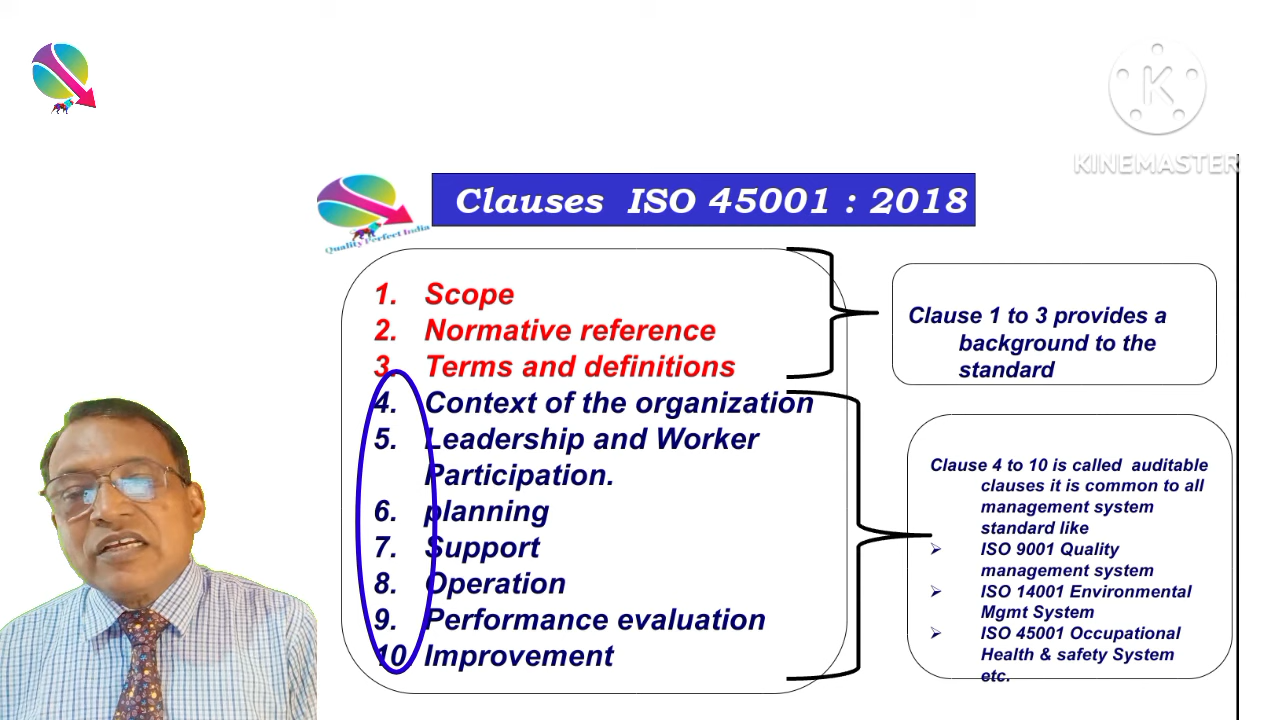 KINEMASTER
Clauses ISO 45001 : 2018
Quality Perfect India
1. Scope
2. Normative reference
3. Terms and definitions
4. Context of the organization
5. Leadership and Worker
Participation.
6. planning
7. Support
8. Operation
9. Performance evaluation
10 Improvement
Clause 1 to 3 provides a
background to the
standard
Clause 4 to 10 is called auditable
clauses it is common to all
management system
standard like
ISO 9001 Quality
management system
ISO 14001 Environmental
Mgmt System
ISO 45001 Occupational
Health & safety System
etc.